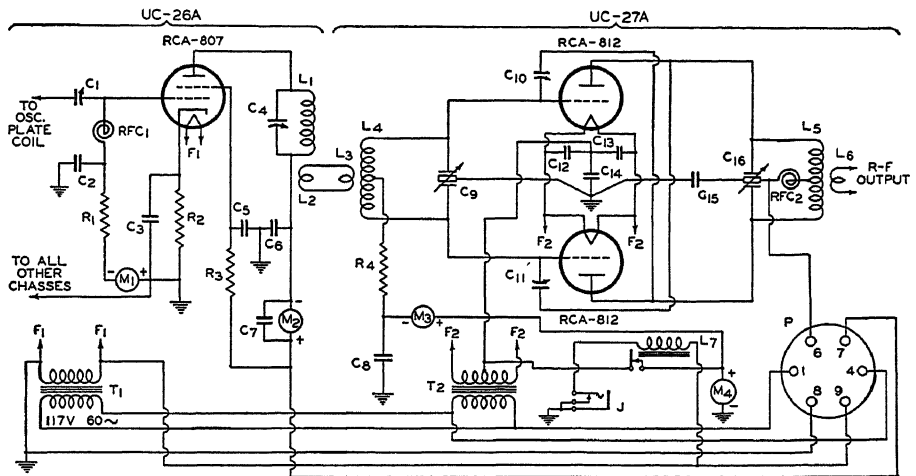 UC-26A
UC-27A
RCA-807
RCA-812
C1
TO
OSC.
PLATE
COIL
RFC1
F1
C2
R1
C3
R2
M1
- +
TO ALL
OTHER
CHASSES
C4
L1
L2
L3
L4
C5
C6
R3
C7
M2
-
+
C10
C9
C12
C13
C14
F2
F2
C11
RCA-812
C15
C16
RFC2
L5
L6
R-F
OUTPUT
R4
C8
- M3 +
F1
F1
T1
117V 60~
F2
F2
T2
L7
J
M4
+
-
P
6
7
1
4
8
9